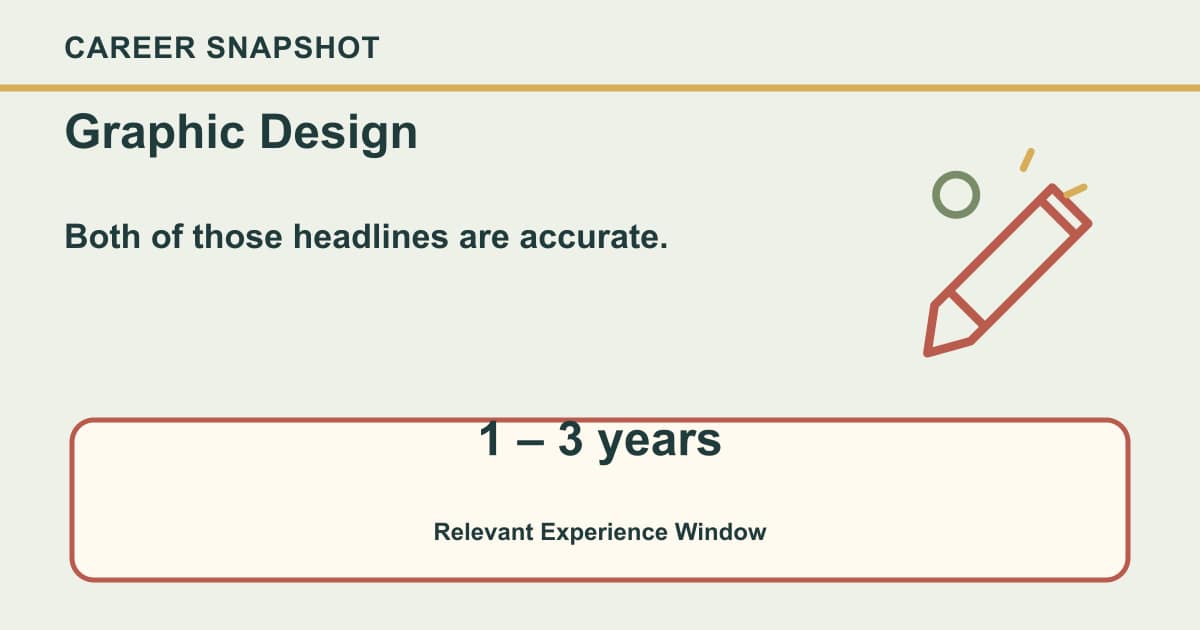 CAREER SNAPSHOT
Graphic Design
Both of those headlines are accurate.
1 – 3 years
Relevant Experience Window